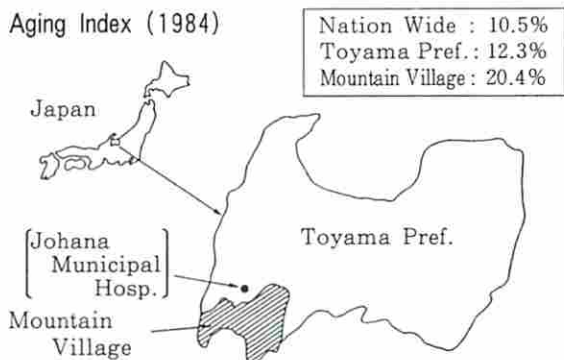 Aging Index (1984)
Nation Wide : 10.5%
Toyama Pref. : 12.3%
Mountain Village : 20.4%
Japan
Toyama Pref.
Johana
Municipal
Hosp.
Mountain
Village